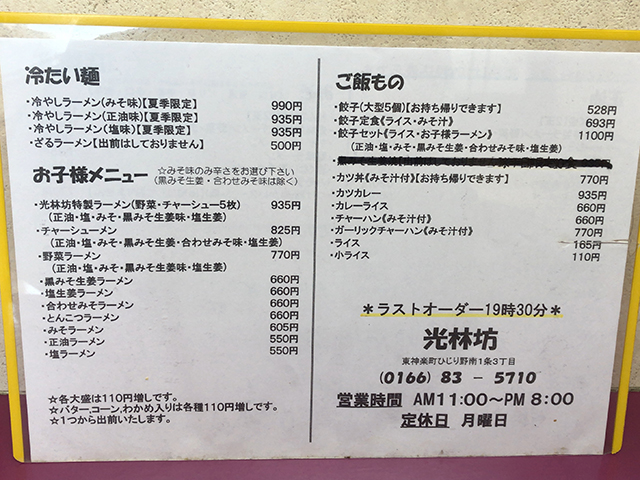 冷たい麺
・冷やしラーメン(みそ味)【夏季限定】 990円
・冷やしラーメン(正油味)【夏季限定】 935円
・冷やしラーメン(塩味)【夏季限定】 935円
・ざるラーメン【出前はしておりません】 500円
お子様メニュー
☆みそ味のみ辛さをお選び下さい
(黒みそ生姜・合わせみそ味は除く)
・光林坊特製ラーメン(野菜・チャーシュー5枚) 935円
(正油・塩・みそ・黒みそ生姜味・塩生姜)
・チャーシューメン 825円
(正油・塩・みそ・黒みそ生姜・合わせみそ味・塩生姜)
・野菜ラーメン 770円
(正油・塩・みそ・黒みそ生姜味・塩生姜)
・黒みそ生姜ラーメン 660円
・塩生姜ラーメン 660円
・合わせみそラーメン 660円
・とんこつラーメン 660円
・みそラーメン 605円
・正油ラーメン 550円
・塩ラーメン 550円
☆各大盛は110円増しです。
☆バター,コーン,わかめ入りは各種110円増しです。
☆1つから出前いたします。
ご飯もの
・餃子(大型5個)【お持ち帰りできます】 528円
・餃子定食《ライス・みそ汁》 693円
・餃子セット《ライス・お子様ラーメン》 1100円
(正油・塩・みそ・黒みそ生姜・合わせみそ味・塩生姜)
・カツ丼《みそ汁付》【お持ち帰りできます】 770円
・カツカレー 935円
・カレーライス 660円
・チャーハン《みそ汁付》 660円
・ガーリックチャーハン《みそ汁付》 770円
・ライス 165円
・小ライス 110円
＊ラストオーダー19時30分＊
光林坊
東神楽町ひじり野南1条3丁目
(0166) 83 － 5710
営業時間 AM11:00～PM 8:00
定休日 月曜日